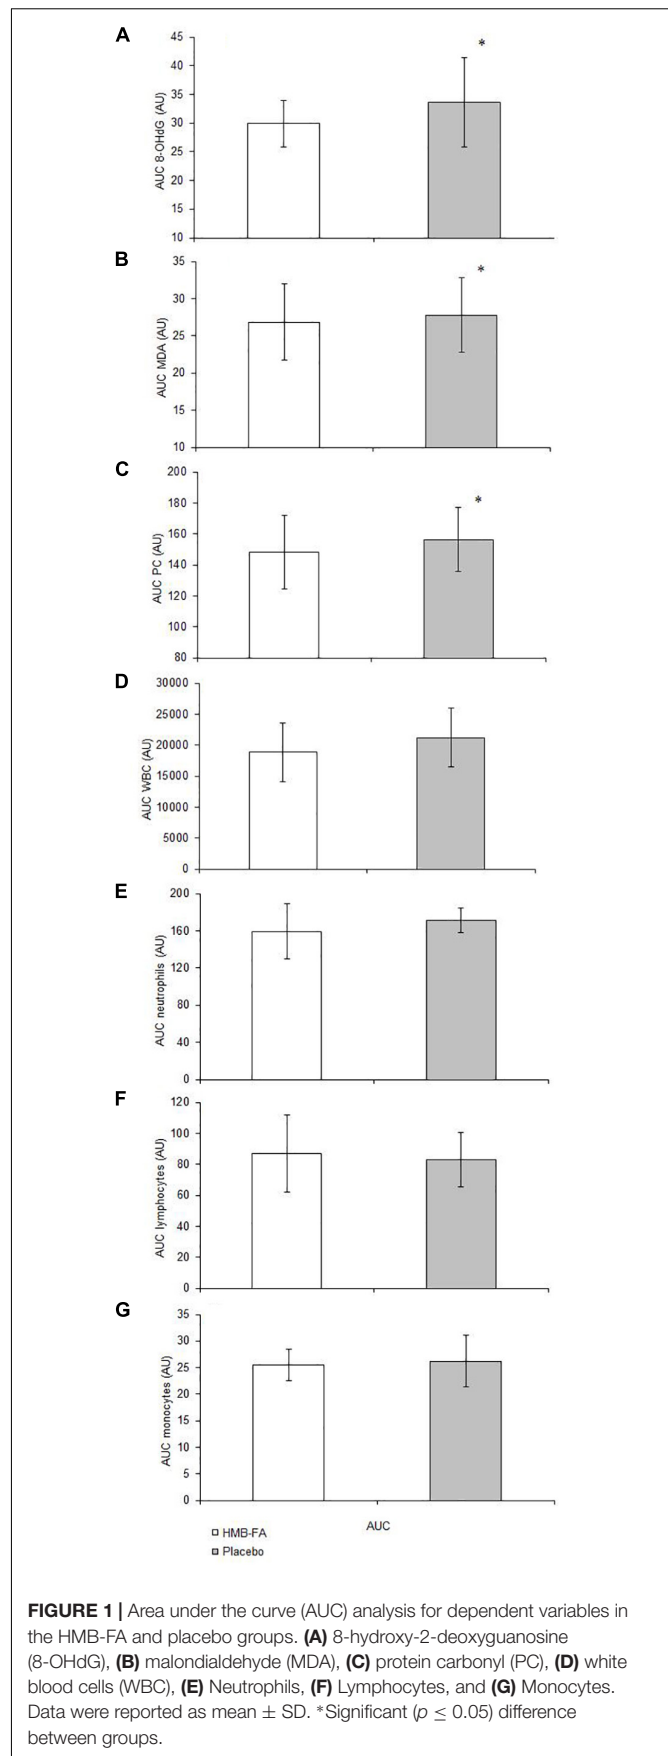 A
45
40
35
30
25
20
15
10
AUC 8-OHdG (AU)
*
B
35
30
25
20
15
10
AUC MDA (AU)
*
C
200
180
160
140
120
100
80
AUC PC (AU)
*
D
30000
25000
20000
15000
10000
5000
0
AUC WBC (AU)
E
200
160
120
80
40
0
AUC neutrophils (AU)
F
120
100
80
60
40
20
0
AUC lymphocytes (AU)
G
35
30
25
20
15
10
5
0
AUC monocytes (AU)
AUC
HMB-FA
Placebo
FIGURE 1 | Area under the curve (AUC) analysis for dependent variables in
the HMB-FA and placebo groups. (A) 8-hydroxy-2-deoxyguanosine
(8-OHdG), (B) malondialdehyde (MDA), (C) protein carbonyl (PC), (D) white
blood cells (WBC), (E) Neutrophils, (F) Lymphocytes, and (G) Monocytes.
Data were reported as mean ± SD. *Significant (p ≤ 0.05) difference
between groups.